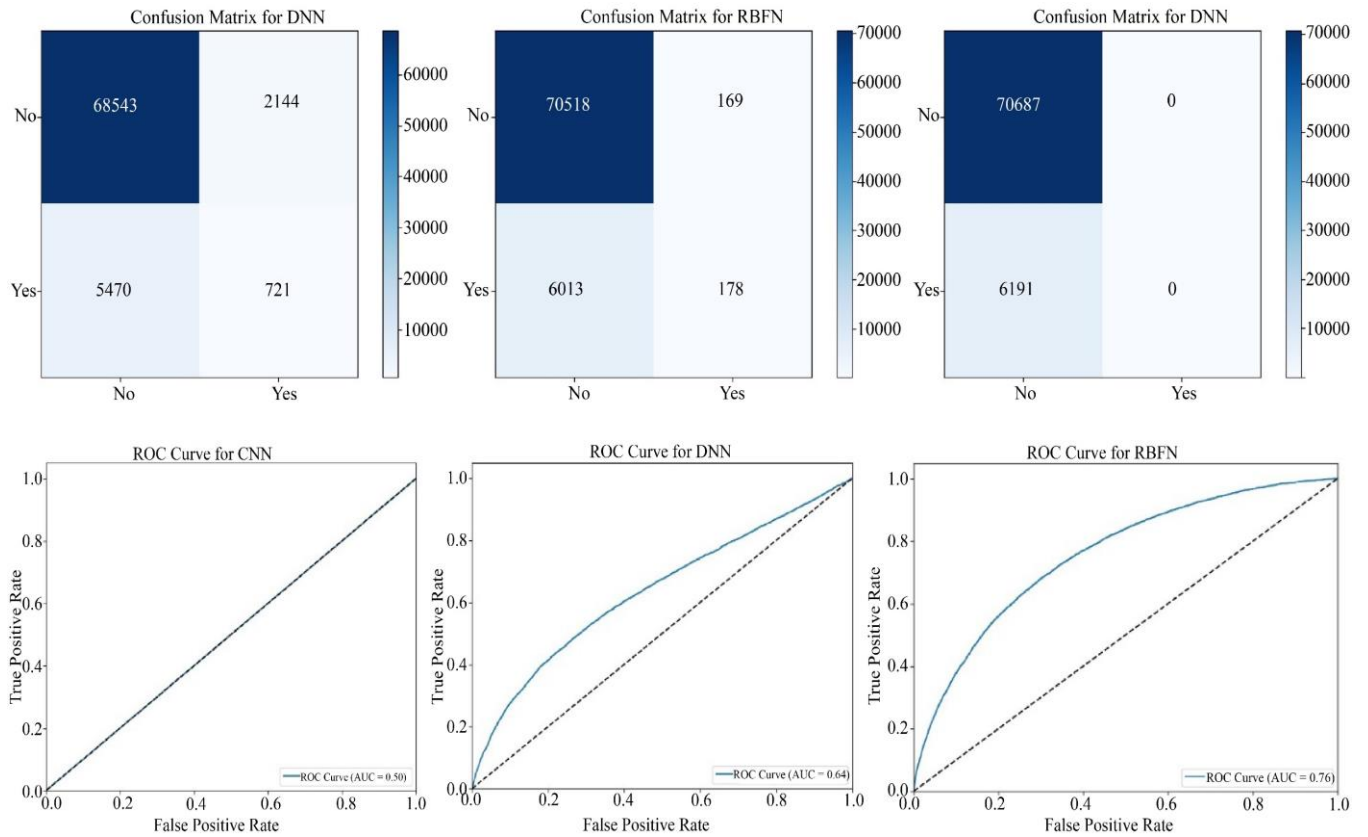 Confusion Matrix for DNN
No
Yes
68543
2144
5470
721
No
Yes
60000
50000
40000
30000
20000
10000
Confusion Matrix for RBFN
No
Yes
70518
169
6013
178
No
Yes
70000
60000
50000
40000
30000
20000
10000
Confusion Matrix for DNN
No
Yes
70687
0
6191
0
No
Yes
70000
60000
50000
40000
30000
20000
10000
ROC Curve for CNN
True Positive Rate
1.0
0.8
0.6
0.4
0.2
0.0
0.0
0.2
0.4
0.6
0.8
1.0
False Positive Rate
ROC Curve (AUC = 0.50)
ROC Curve for DNN
True Positive Rate
1.0
0.8
0.6
0.4
0.2
0.0
0.0
0.2
0.4
0.6
0.8
1.0
False Positive Rate
ROC Curve (AUC = 0.64)
ROC Curve for RBFN
True Positive Rate
1.0
0.8
0.6
0.4
0.2
0.0
0.0
0.2
0.4
0.6
0.8
1.0
False Positive Rate
ROC Curve (AUC = 0.76)